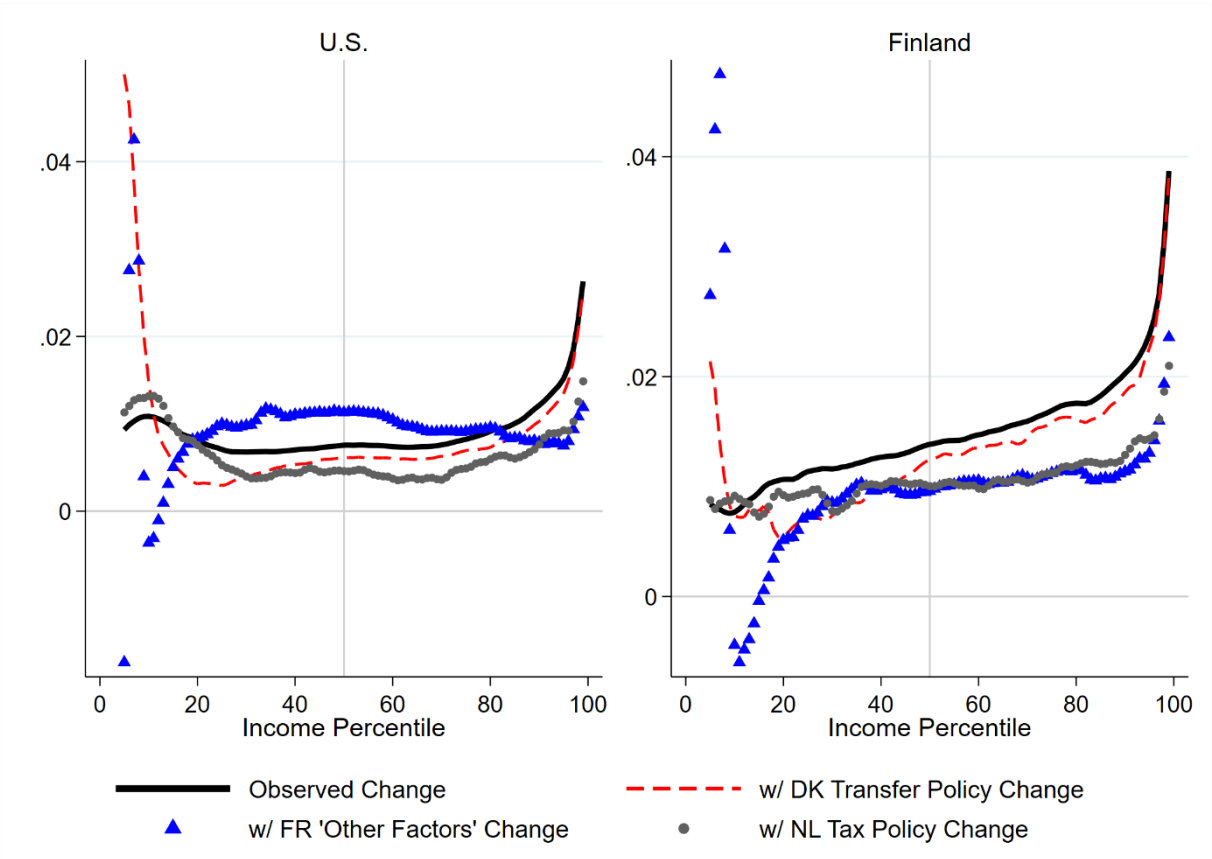 U.S.
.04
.02
0
0 20 40 60 80 100
Income Percentile
Finland
.04
.02
0
0 20 40 60 80 100
Income Percentile
Observed Change
w/ DK Transfer Policy Change
w/ FR 'Other Factors' Change
w/ NL Tax Policy Change